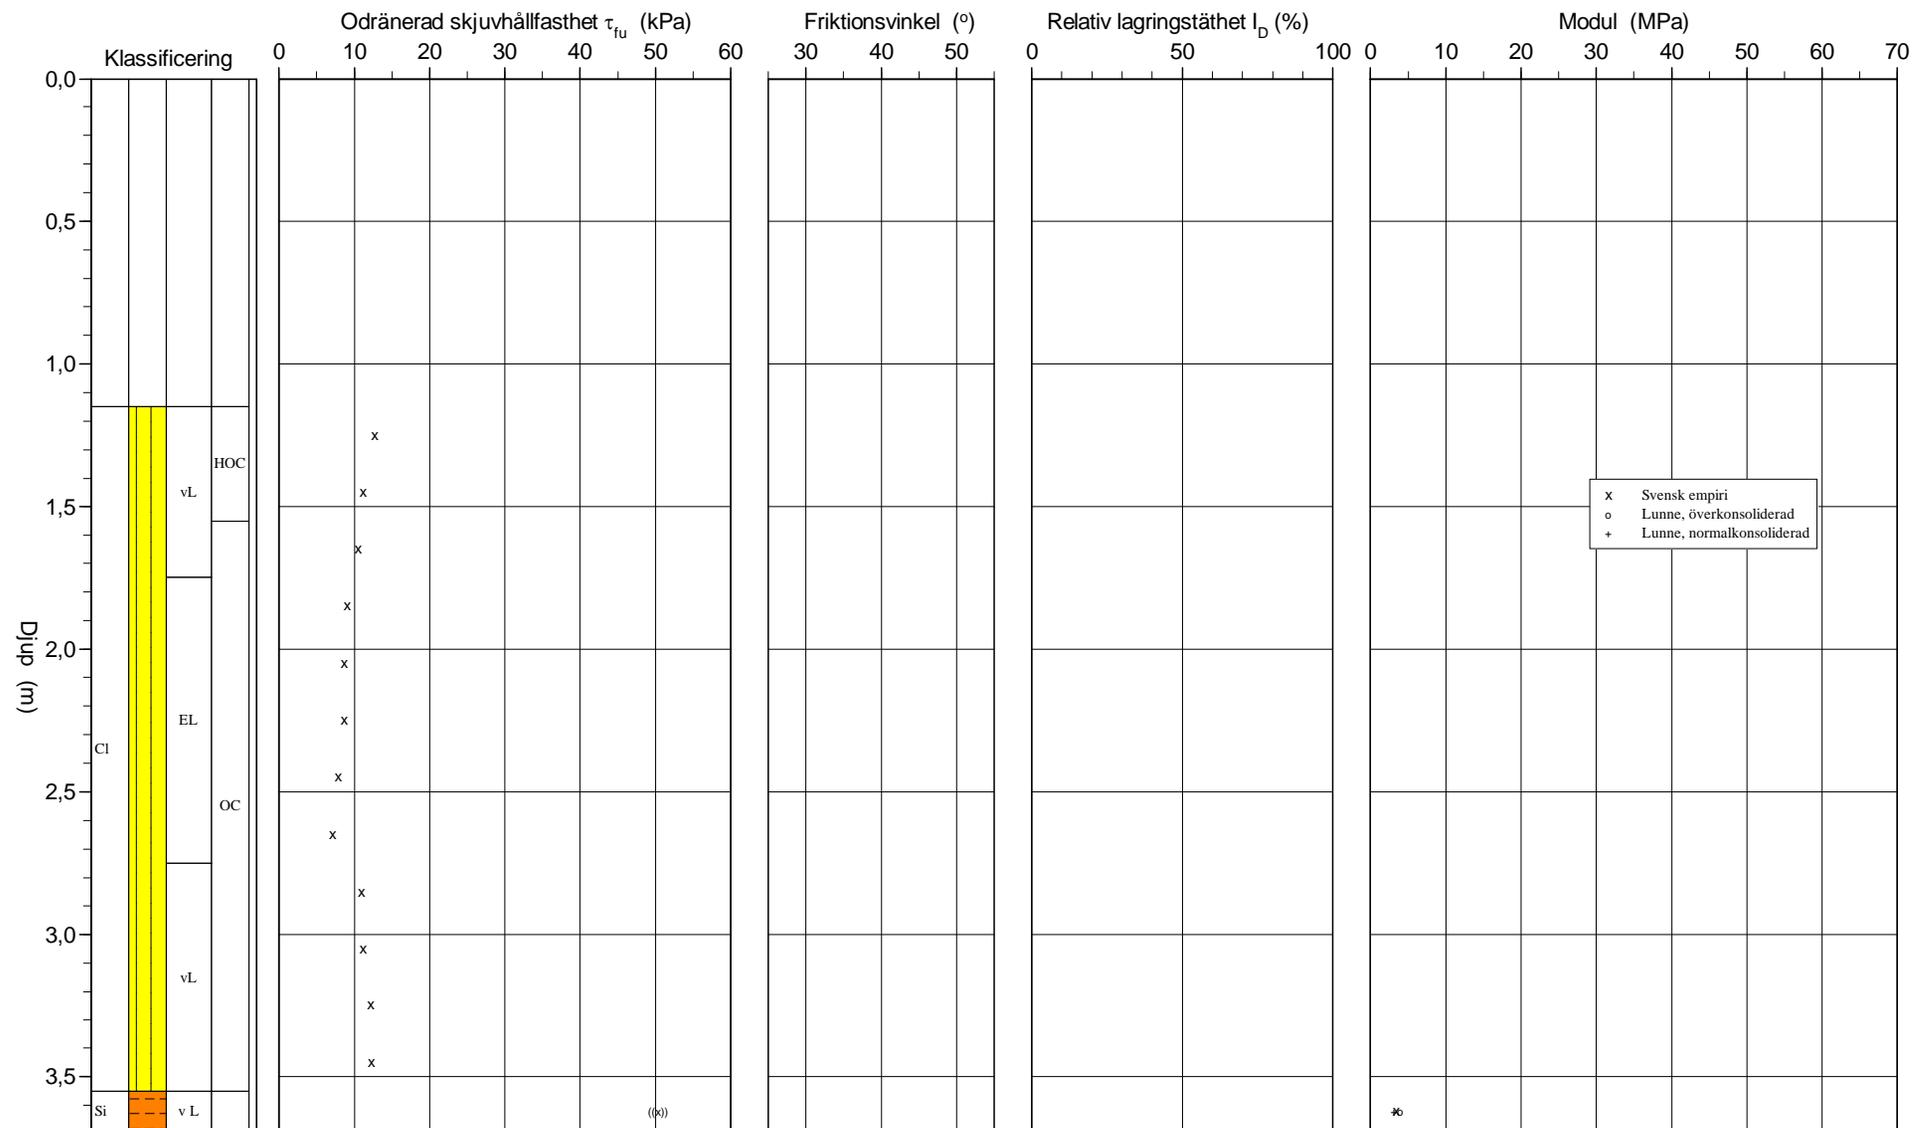 Odränerad skjuvhållfasthet τfu (kPa)
Friktionsvinkel (o)
Relativ lagringstäthet ID (%)
Modul (MPa)
Klassificering
0 10 20 30 40 50 60
30 40 50
0 50 100
0 10 20 30 40 50 60 70
Djup (m)
0,0
0,5
1,0
1,5
2,0
2,5
3,0
3,5
Cl
Si
vL
EL
vL
v L
HOC
OC
x
x
x
x
x
x
x
x
x
x
x
x
((x))
x Svensk empiri
o Lunne, överkonsoliderad
+ Lunne, normalkonsoliderad